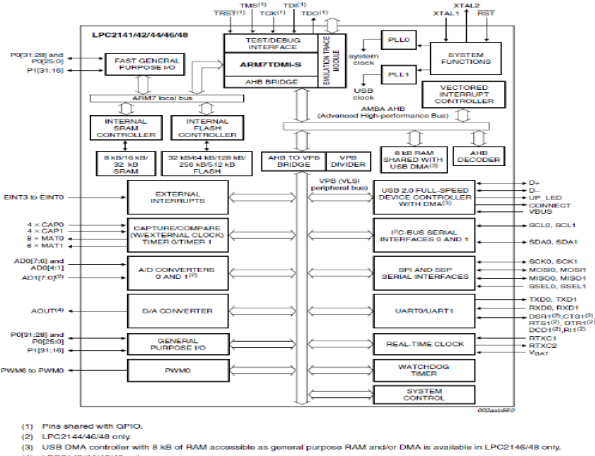 TMS(1) TDI(1)
TRST(1) TCK(1) TDO(1)
XTAL2
XTAL1 RST
LPC2141/42/44/46/48
TEST/DEBUG
INTERFACE
EMULATION TRACE
MODULE
PLL0
system
clock
PLL1
USB
clock
SYSTEM
FUNCTIONS
P0[31:28] and
P0[25:0]
P1[31:16]
FAST GENERAL
PURPOSE I/O
ARM7TDMI-S
AHB BRIDGE
VECTORED
INTERRUPT
CONTROLLER
ARM7 local bus
AMBA AHB
(Advanced High-performance Bus)
INTERNAL
SRAM
CONTROLLER
INTERNAL
FLASH
CONTROLLER
8 kB/16 kB/
32 kB
SRAM
32 kB/64 kB/128 kB/
256 kB/512 kB
FLASH
AHB TO VPB
BRIDGE
VPB
DIVIDER
8 kB RAM
SHARED WITH
USB DMA(3)
AHB
DECODER
VPB (VLSI
peripheral bus)
EINT3 to EINT0
EXTERNAL
INTERRUPTS
USB 2.0 FULL-SPEED
DEVICE CONTROLLER
WITH DMA(3)
D+
D−
UP_LED
CONNECT
VBUS
4 × CAP0
4 × CAP1
8 × MAT0
8 × MAT1
CAPTURE/COMPARE
(W/EXTERNAL CLOCK)
TIMER 0/TIMER 1
I2C-BUS SERIAL
INTERFACES 0 AND 1
SCL0, SCL1
SDA0, SDA1
AD0[7:6] and
AD0[4:1]
AD1[7:0](2)
A/D CONVERTERS
0 AND 1(2)
SPI AND SSP
SERIAL INTERFACES
SCK0, SCK1
MOSI0, MOSI1
MISO0, MISO1
SSEL0, SSEL1
AOUT(4)
D/A CONVERTER
UART0/UART1
TXD0, TXD1
RXD0, RXD1
DSR1(2),CTS1(2)
RTS1(2), DTR1(2)
DCD1(2),RI1(2)
P0[31:28] and
P0[25:0]
P1[31:16]
GENERAL
PURPOSE I/O
REAL-TIME CLOCK
RTXC1
RTXC2
VBAT
PWM6 to PWM0
PWM0
WATCHDOG
TIMER
SYSTEM
CONTROL
002aab560
(1) Pins shared with GPIO.
(2) LPC2144/46/48 only.
(3) USB DMA controller with 8 kB of RAM accessible as general purpose RAM and/or DMA is available in LPC2146/48 only.